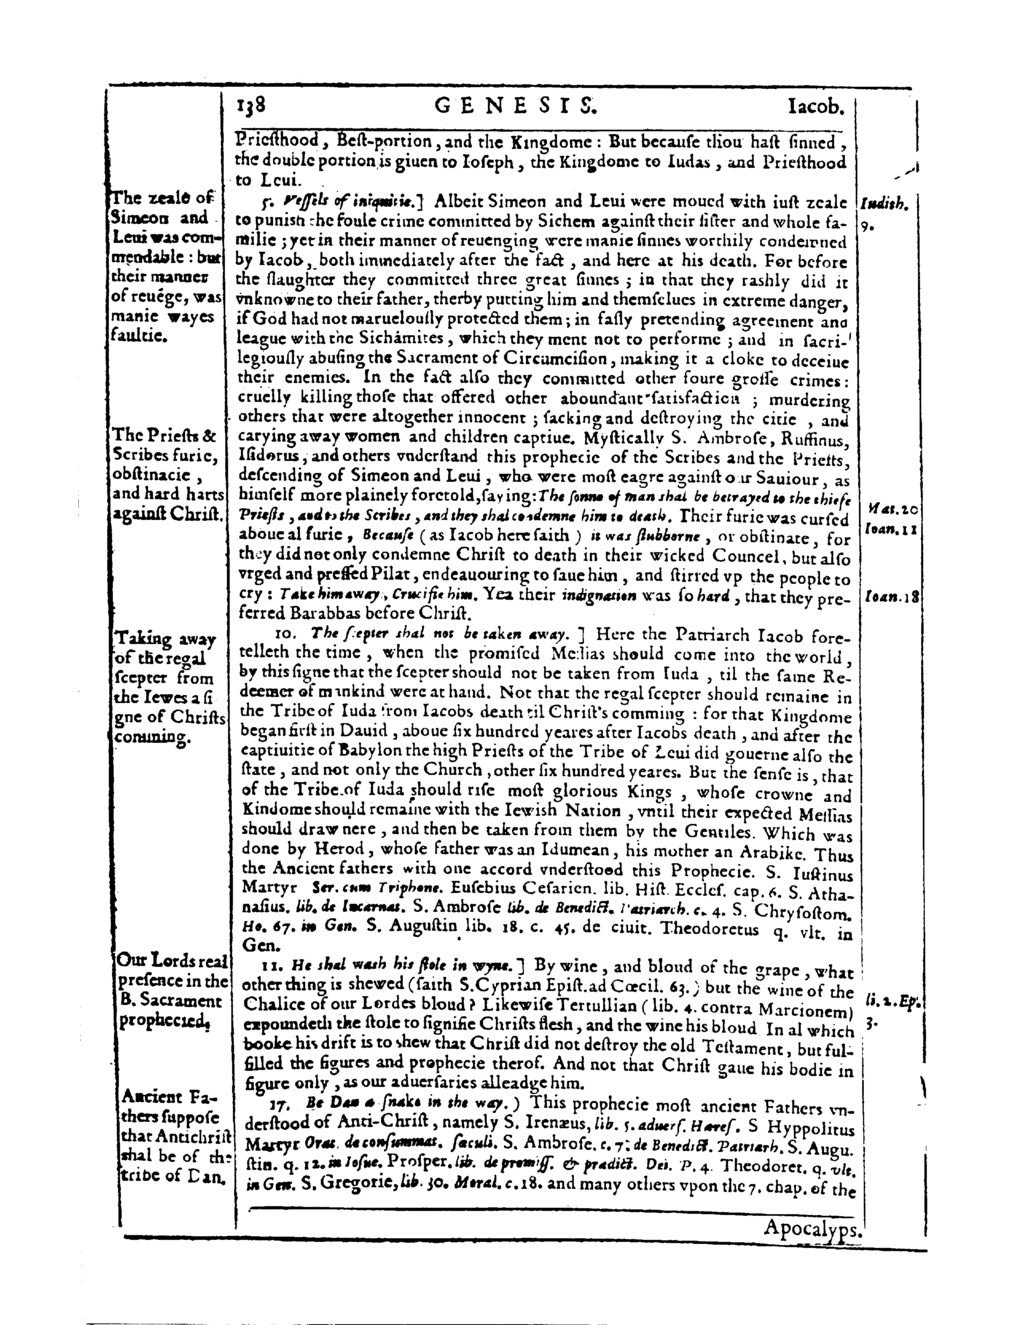 138 GENESIS. Iacob.
Prieſthood, Beſt-portion, and the Kingdome: But becauſe thou haſt ſinned,
the double portion is giuen to Ioſeph, the Kingdome to Iudas, and Prieſthood
to Leui.
The zeale of
Simeon and
Leui was com-
mendable: but
their manner
of reuége, was
manie wayes
faultie.
5. Veſſels of iniquitie.] Albeit Simeon and Leui were moued with iuſt zeale
to punish the foule crime committed by Sichem againſt their ſiſter and whole fa-
milie; yet in their manner of reuenging were manie ſinnes worthily condemned
by Iacob, both immediately after the fact, and here at his death. For before
the ſlaughter they committed three great ſinnes; in that they rashly did it
vnknowne to their father, therby putting him and themſelues in extreme danger,
if God had not marueloully protected them; in falſly pretending agreement and
league with the Sichámites, which they ment not to performe; and in ſacri-
legiouſly abuſing the Sacrament of Circumciſion, making it a cloke to deceiue
their enemies. In the fact alſo they committed other foure groſſe crimes:
cruelly killing thoſe that offered other aboundant ſatisfaction; murdering
others that were altogether innocent; ſacking and deſtroying the citie, and
carying away women and children captiue. Myſtically S. Ambroſe, Ruffinus,
Iſidorus, and others vnderſtand this prophecie of the Scribes and the Prieſts,
deſcending of Simeon and Leui, who were moſt eagre againſt our Sauiour, as
himſelf more plainely foretold, ſaying: The ſonne of man shal be betrayed to the chiefe
Prieſts, and to the Scribes, and they shal condemne him to death. Their furie was curſed
aboue al furie, Becauſe (as Iacob here ſaith) it was ſtubborne, or obſtinate, for
they did not only condemne Chriſt to death in their wicked Councel, but alſo
vrged and preſſed Pilat, endeauouring to ſaue him, and ſtirred vp the people to
cry: Take him away, Crucifie him. Yea their indignation was ſo hard, that they pre-
ferred Barabbas before Chriſt.
Iudith.
9.
The Prieſts &
Scribes furie,
obſtinacie,
and hard harts
againſt Chriſt.
Mat. 20
Ioan. 11
Ioan. 18
Taking away
of the regal
ſcepter from
the Iewes a ſi
gne of Chriſts
comming.
10. The ſcepter shal not be taken away.] Here the Patriarch Iacob fore-
telleth the time, when the promiſed Meſſias should come into the world,
by this ſigne that the ſcepter should not be taken from Iuda, til the ſame Re-
deemer of mankind were at hand. Not that the regal ſcepter should remaine in
the Tribe of Iuda from Iacobs death til Chriſt's comming: for that Kingdome
began firſt in Dauid, aboue ſix hundred yeares after Iacobs death, and after the
captiuitie of Babylon the high Prieſts of the Tribe of Leui did gouerne alſo the
ſtate, and not only the Church, other ſix hundred yeares. But the ſenſe is, that
of the Tribe of Iuda should riſe moſt glorious Kings, whoſe crowne and
Kindome should remaine with the Iewish Nation, vntil their expected Meſſias
should draw nere, and then be taken from them by the Gentiles. Which was
done by Herod, whoſe father was an Idumean, his mother an Arabike. Thus
the Ancient fathers with one accord vnderſtood this Prophecie. S. Iuſtinus
Martyr Ser. cum Triphone. Euſebius Ceſarien. lib. Hiſt. Eccleſ. cap. 6. S. Atha-
naſius. lib. de Incarnat. S. Ambroſe lib. de Benedict. Patriarch. c. 4. S. Chryſoſtom.
Ho. 67. in Gen. S. Auguſtin lib. 18. c. 45. de ciuit. Theodoretus q. vlt. in
Gen.
Our Lords real
preſence in the
B. Sacrament
prophecied.
11. He shal wash his ſtole in wyne.] By wine, and bloud of the grape, what
other thing is shewed (ſaith S. Cyprian Epiſt. ad Cæcil. 63.) but the wine of the
Chalice of our Lordes bloud? Likewiſe Tertullian (lib. 4. contra Marcionem)
expoundeth the ſtole to ſignifie Chriſts flesh, and the wine his bloud In al which
booke his drift is to shew that Chriſt did not deſtroy the old Teſtament, but ful-
filled the figures and prophecie therof. And not that Chriſt gaue his bodie in
figure only, as our aduerſaries alleadge him.
li. 2. Ep.
3.
Ancient Fa-
thers ſuppoſe
that Antichriſt
shal be of the
tribe of Dan.
17. Be Dan a ſnake in the way.) This prophecie moſt ancient Fathers vn-
derſtood of Anti-Chriſt, namely S. Irenæus, lib. 5. aduerſ. Hæreſ. S Hyppolitus
Martyr Orat. de conſummat. ſæculi. S. Ambroſe. c. 7. de Benedict. Patriarh. S. Augu.
ſtin. q. 12. in Ioſue. Proſper. lib. de promiſſ. & prædict. Dei. P. 4. Theodoret. q. vlt.
in Gen. S. Gregorie, lib. 30. Moral. c. 18. and many others vpon the 7. chap. of the
Apocalyps.